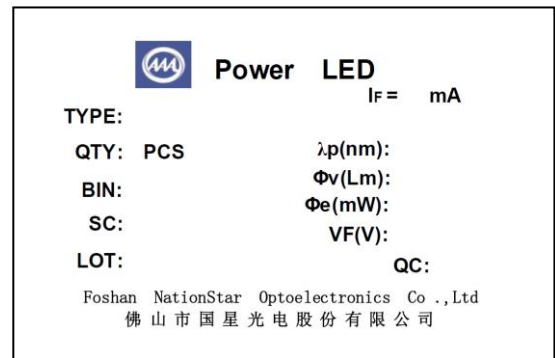 Power LED
IF= mA
TYPE:
QTY: PCS
λp(nm):
BIN:
Φv(Lm):
Φe(mW):
SC:
VF(V):
LOT:
QC:
Foshan NationStar Optoelectronics Co .,Ltd
佛山市国星光电股份有限公司